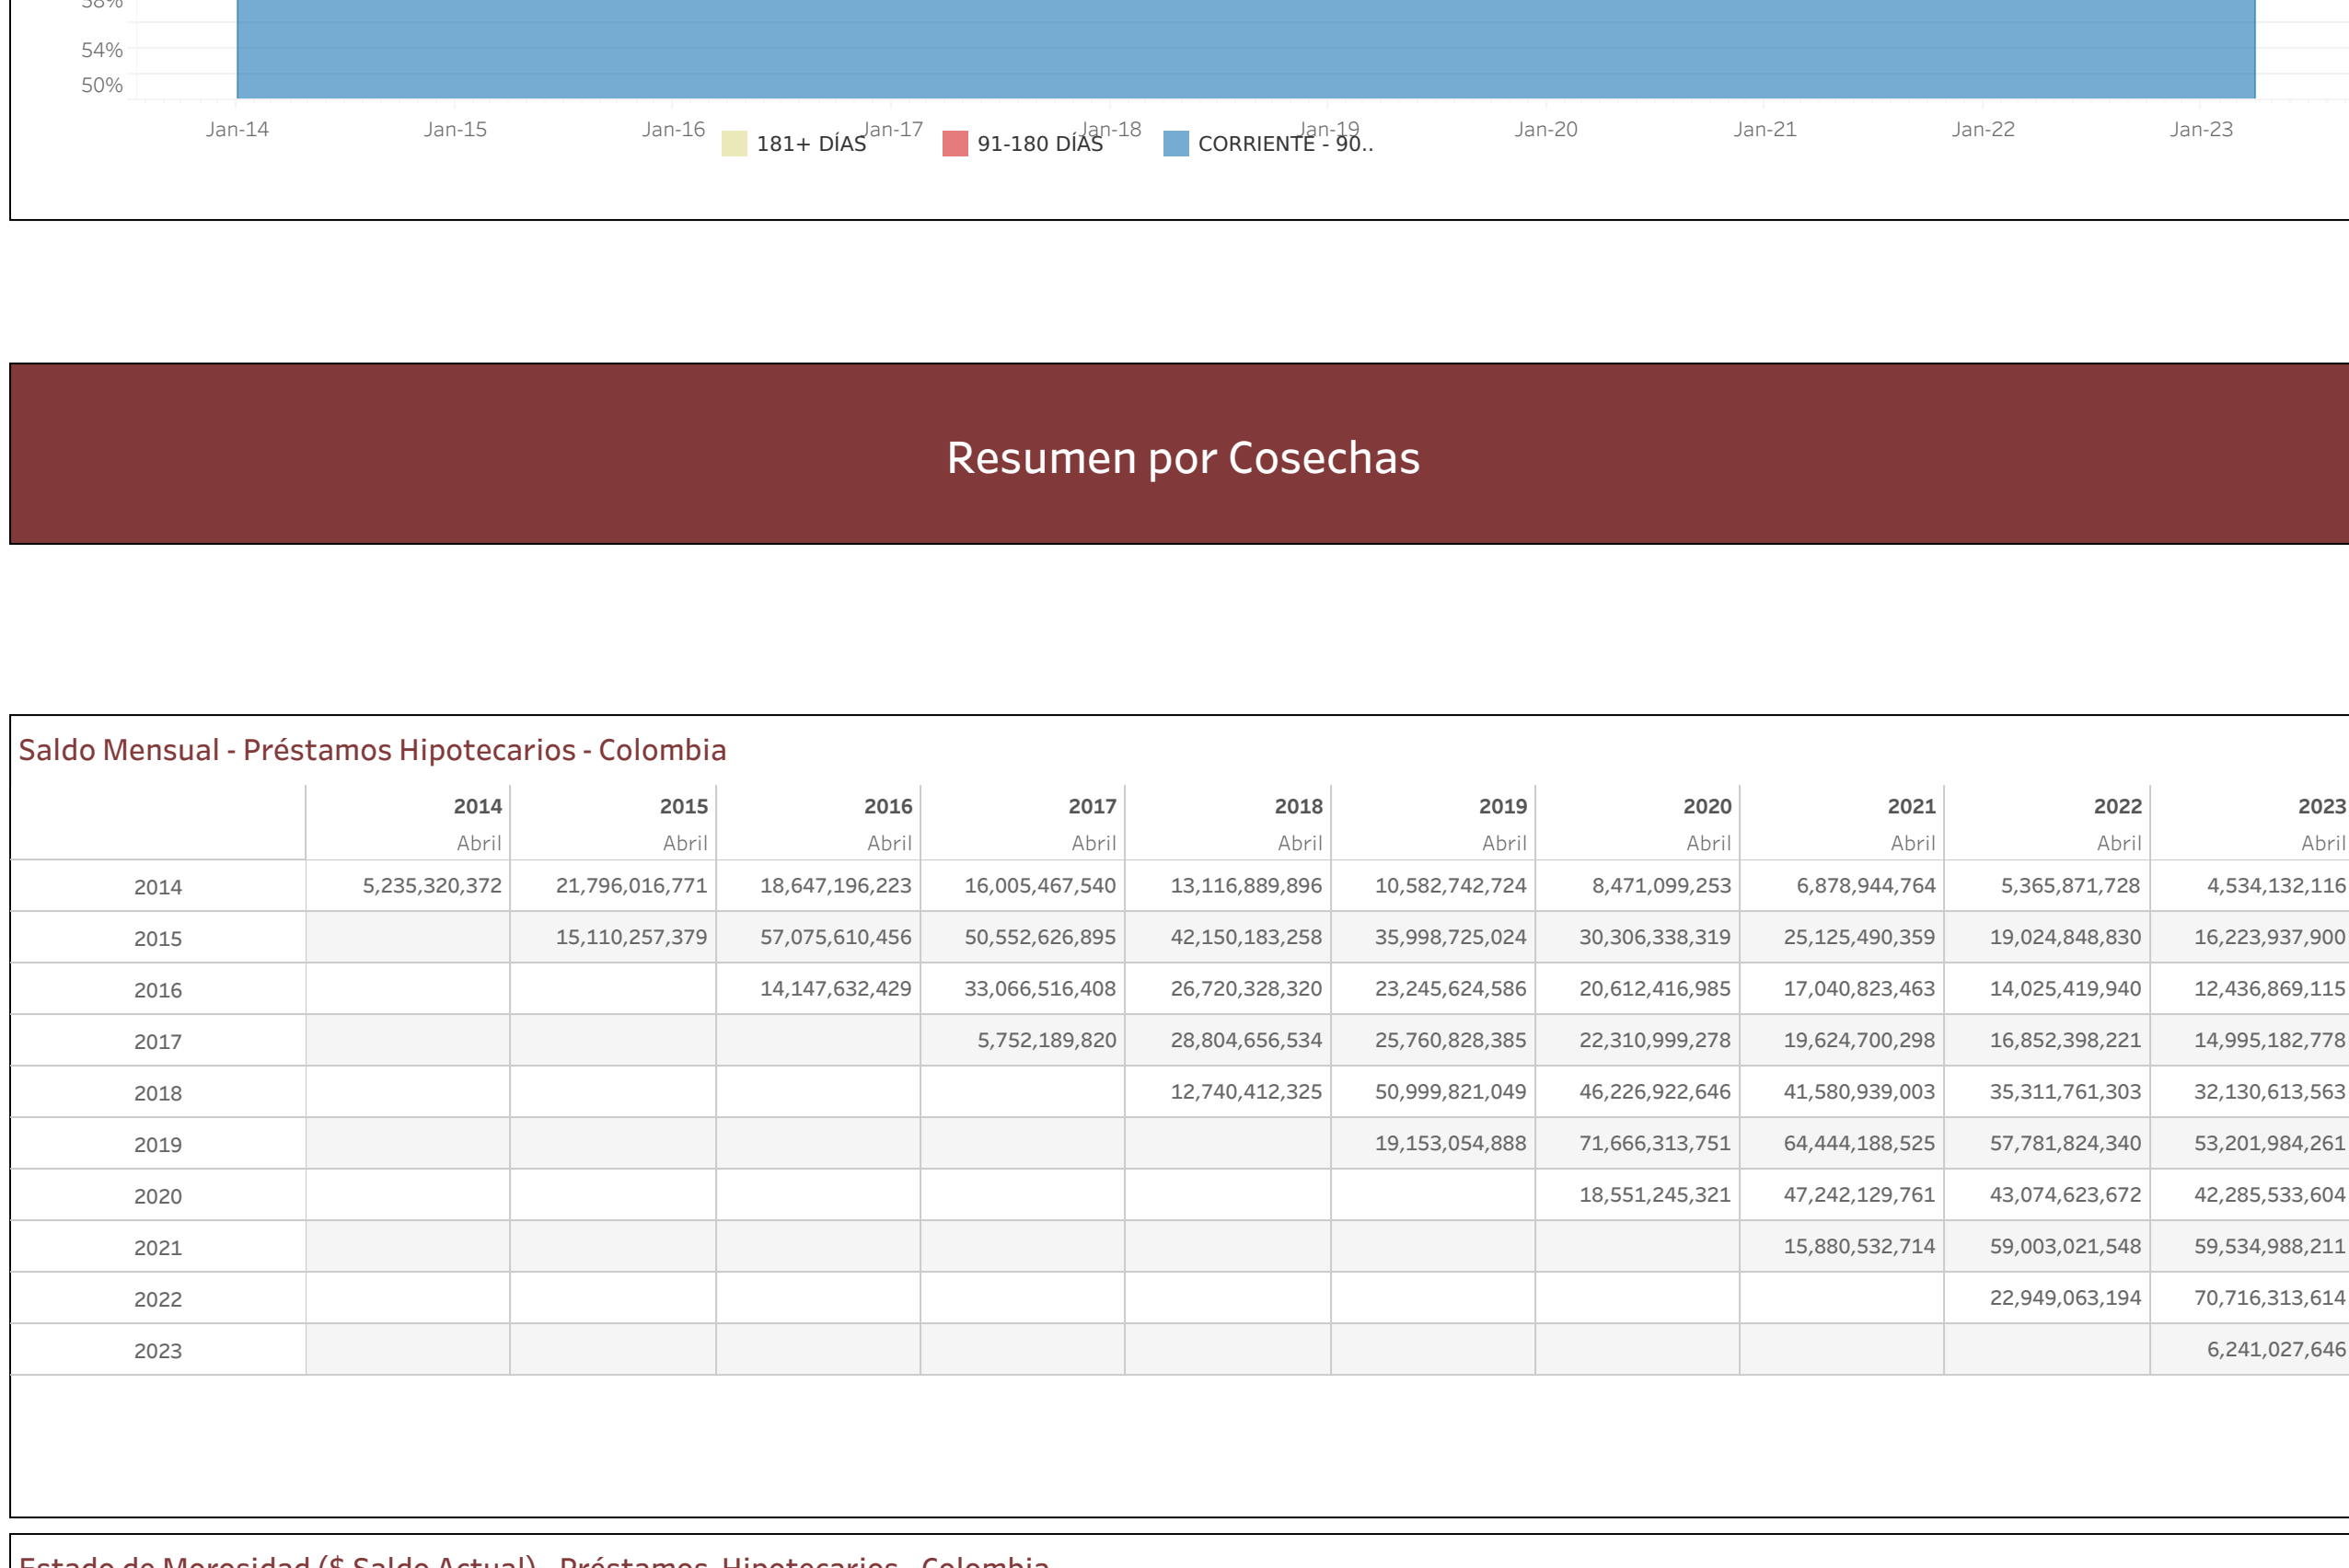 58%
54%
50%
Jan-14 Jan-15 Jan-16 Jan-17 Jan-18 Jan-19 Jan-20 Jan-21 Jan-22 Jan-23
181+ DÍAS 91-180 DÍAS CORRIENTE - 90..
Resumen por Cosechas
Saldo Mensual - Préstamos Hipotecarios - Colombia
2014 2015 2016 2017 2018 2019 2020 2021 2022 2023
Abril Abril Abril Abril Abril Abril Abril Abril Abril Abril
2014 5,235,320,372 21,796,016,771 18,647,196,223 16,005,467,540 13,116,889,896 10,582,742,724 8,471,099,253 6,878,944,764 5,365,871,728 4,534,132,116
2015 15,110,257,379 57,075,610,456 50,552,626,895 42,150,183,258 35,998,725,024 30,306,338,319 25,125,490,359 19,024,848,830 16,223,937,900
2016 14,147,632,429 33,066,516,408 26,720,328,320 23,245,624,586 20,612,416,985 17,040,823,463 14,025,419,940 12,436,869,115
2017 5,752,189,820 28,804,656,534 25,760,828,385 22,310,999,278 19,624,700,298 16,852,398,221 14,995,182,778
2018 12,740,412,325 50,999,821,049 46,226,922,646 41,580,939,003 35,311,761,303 32,130,613,563
2019 19,153,054,888 71,666,313,751 64,444,188,525 57,781,824,340 53,201,984,261
2020 18,551,245,321 47,242,129,761 43,074,623,672 42,285,533,604
2021 15,880,532,714 59,003,021,548 59,534,988,211
2022 22,949,063,194 70,716,313,614
2023 6,241,027,646
Estado de Morosidad ($ Saldo Actual) - Préstamos Hipotecarios - Colombia